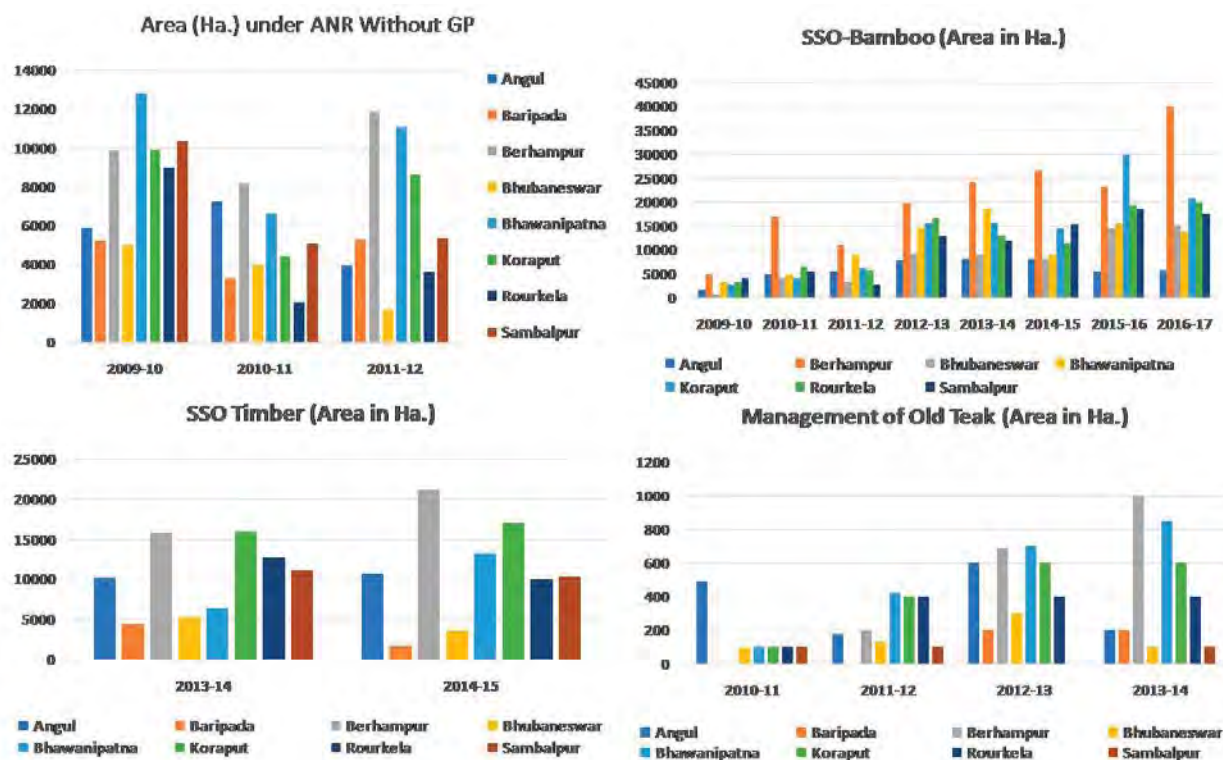 Area (Ha.) under ANR Without GP
14000
12000
10000
8000
6000
4000
2000
0
2009-10
2010-11
2011-12
Angul
Baripada
Berhampur
Bhubaneswar
Bhawanipatna
Koraput
Rourkela
Sambalpur
SSO-Bamboo (Area in Ha.)
45000
40000
35000
30000
25000
20000
15000
10000
5000
0
2009-10 2010-11 2011-12 2012-13 2013-14 2014-15 2015-16 2016-17
Angul Berhampur Bhubaneswar Bhawanipatna
Koraput Rourkela Sambalpur
SSO Timber (Area in Ha.)
25000
20000
15000
10000
5000
0
2013-14 2014-15
Angul Baripada Berhampur Bhubaneswar
Bhawanipatna Koraput Rourkela Sambalpur
Management of Old Teak (Area in Ha.)
1200
1000
800
600
400
200
0
2010-11 2011-12 2012-13 2013-14
Angul Baripada Berhampur Bhubaneswar
Bhawanipatna Koraput Rourkela Sambalpur